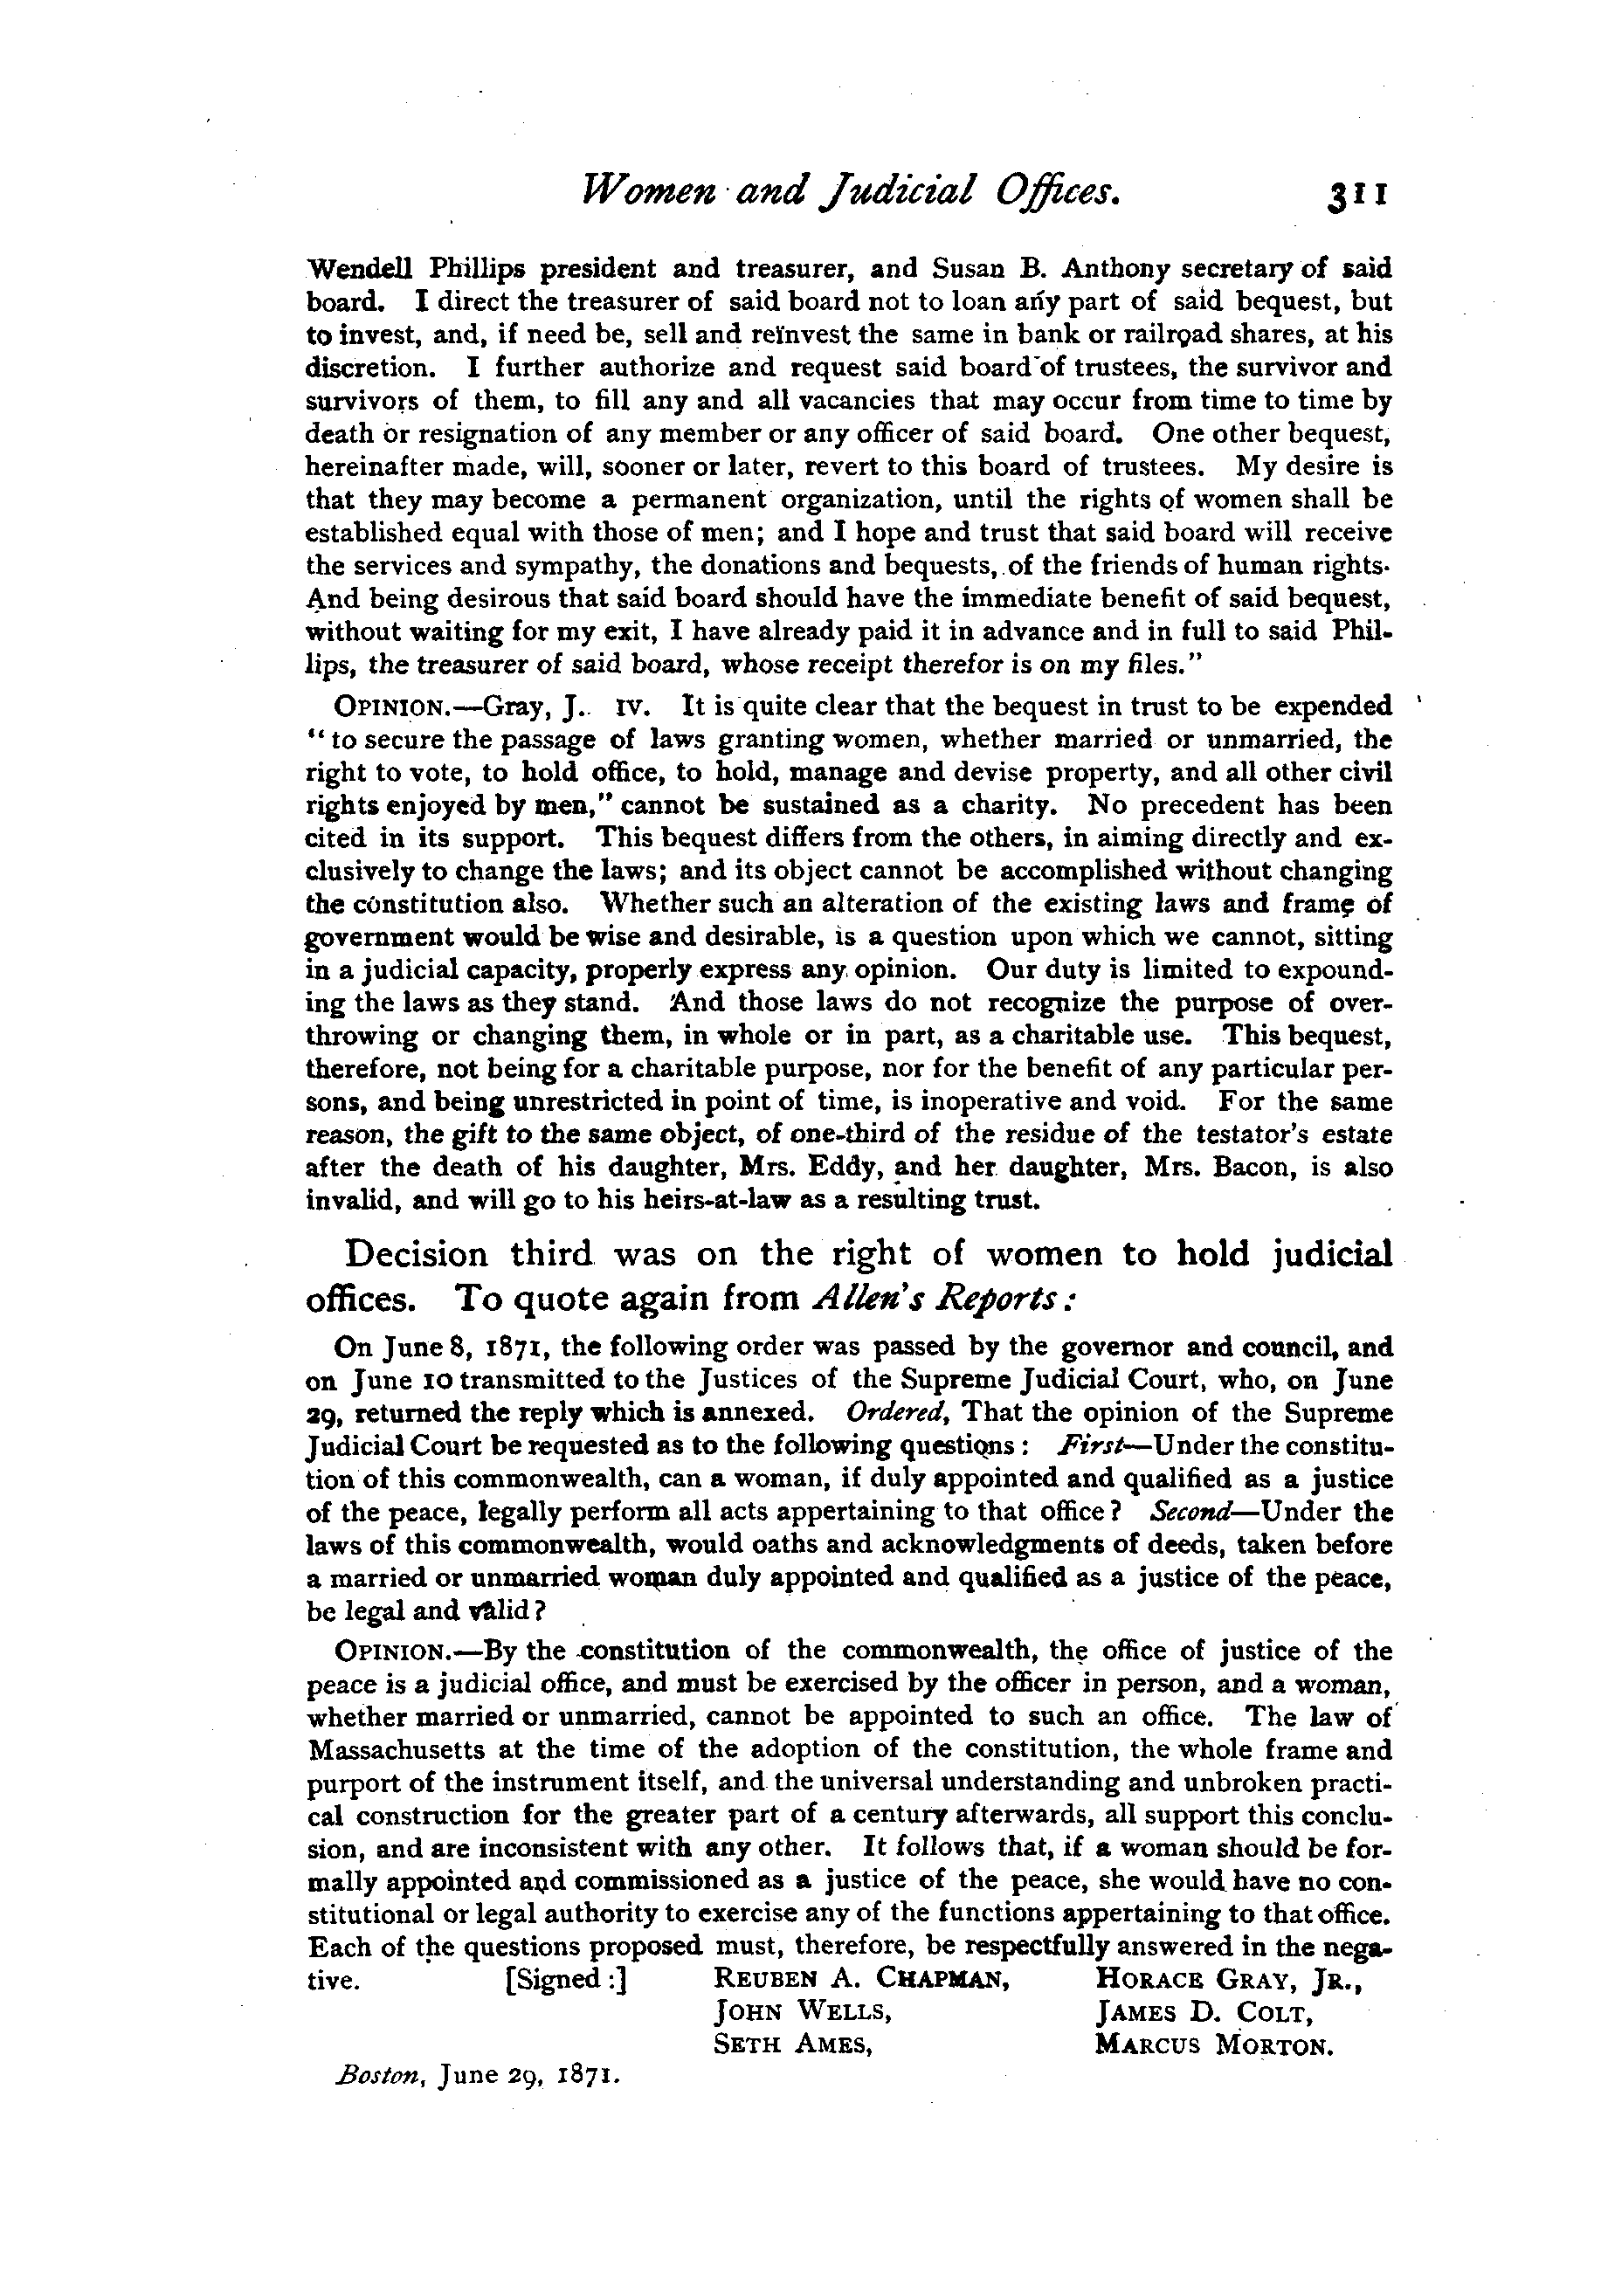 Women and Judicial Offices. 311
Wendell Phillips president and treasurer, and Susan B. Anthony secretary of said
board. I direct the treasurer of said board not to loan any part of said bequest, but
to invest, and, if need be, sell and reïnvest the same in bank or railroad shares, at his
discretion. I further authorize and request said board of trustees, the survivor and
survivors of them, to fill any and all vacancies that may occur from time to time by
death or resignation of any member or any officer of said board. One other bequest,
hereinafter made, will, sooner or later, revert to this board of trustees. My desire is
that they may become a permanent organization, until the rights of women shall be
established equal with those of men; and I hope and trust that said board will receive
the services and sympathy, the donations and bequests, of the friends of human rights.
And being desirous that said board should have the immediate benefit of said bequest,
without waiting for my exit, I have already paid it in advance and in full to said Phil-
lips, the treasurer of said board, whose receipt therefor is on my files."
OPINION.—Gray, J. IV. It is quite clear that the bequest in trust to be expended
"to secure the passage of laws granting women, whether married or unmarried, the
right to vote, to hold office, to hold, manage and devise property, and all other civil
rights enjoyed by men," cannot be sustained as a charity. No precedent has been
cited in its support. This bequest differs from the others, in aiming directly and ex-
clusively to change the laws; and its object cannot be accomplished without changing
the constitution also. Whether such an alteration of the existing laws and frame of
government would be wise and desirable, is a question upon which we cannot, sitting
in a judicial capacity, properly express any opinion. Our duty is limited to expound-
ing the laws as they stand. And those laws do not recognize the purpose of over-
throwing or changing them, in whole or in part, as a charitable use. This bequest,
therefore, not being for a charitable purpose, nor for the benefit of any particular per-
sons, and being unrestricted in point of time, is inoperative and void. For the same
reason, the gift to the same object, of one-third of the residue of the testator's estate
after the death of his daughter, Mrs. Eddy, and her daughter, Mrs. Bacon, is also
invalid, and will go to his heirs-at-law as a resulting trust.
Decision third was on the right of women to hold judicial
offices. To quote again from Allen's Reports:
On June 8, 1871, the following order was passed by the governor and council, and
on June 10 transmitted to the Justices of the Supreme Judicial Court, who, on June
29, returned the reply which is annexed. Ordered, That the opinion of the Supreme
Judicial Court be requested as to the following questions: First—Under the constitu-
tion of this commonwealth, can a woman, if duly appointed and qualified as a justice
of the peace, legally perform all acts appertaining to that office? Second—Under the
laws of this commonwealth, would oaths and acknowledgments of deeds, taken before
a married or unmarried woman duly appointed and qualified as a justice of the peace,
be legal and valid?
OPINION.—By the constitution of the commonwealth, the office of justice of the
peace is a judicial office, and must be exercised by the officer in person, and a woman,
whether married or unmarried, cannot be appointed to such an office. The law of
Massachusetts at the time of the adoption of the constitution, the whole frame and
purport of the instrument itself, and the universal understanding and unbroken practi-
cal construction for the greater part of a century afterwards, all support this conclu-
sion, and are inconsistent with any other. It follows that, if a woman should be for-
mally appointed and commissioned as a justice of the peace, she would have no con-
stitutional or legal authority to exercise any of the functions appertaining to that office.
Each of the questions proposed must, therefore, be respectfully answered in the nega-
tive. [Signed:] REUBEN A. CHAPMAN, HORACE GRAY, JR.,
JOHN WELLS, JAMES D. COLT,
SETH AMES, MARCUS MORTON.
Boston, June 29, 1871.